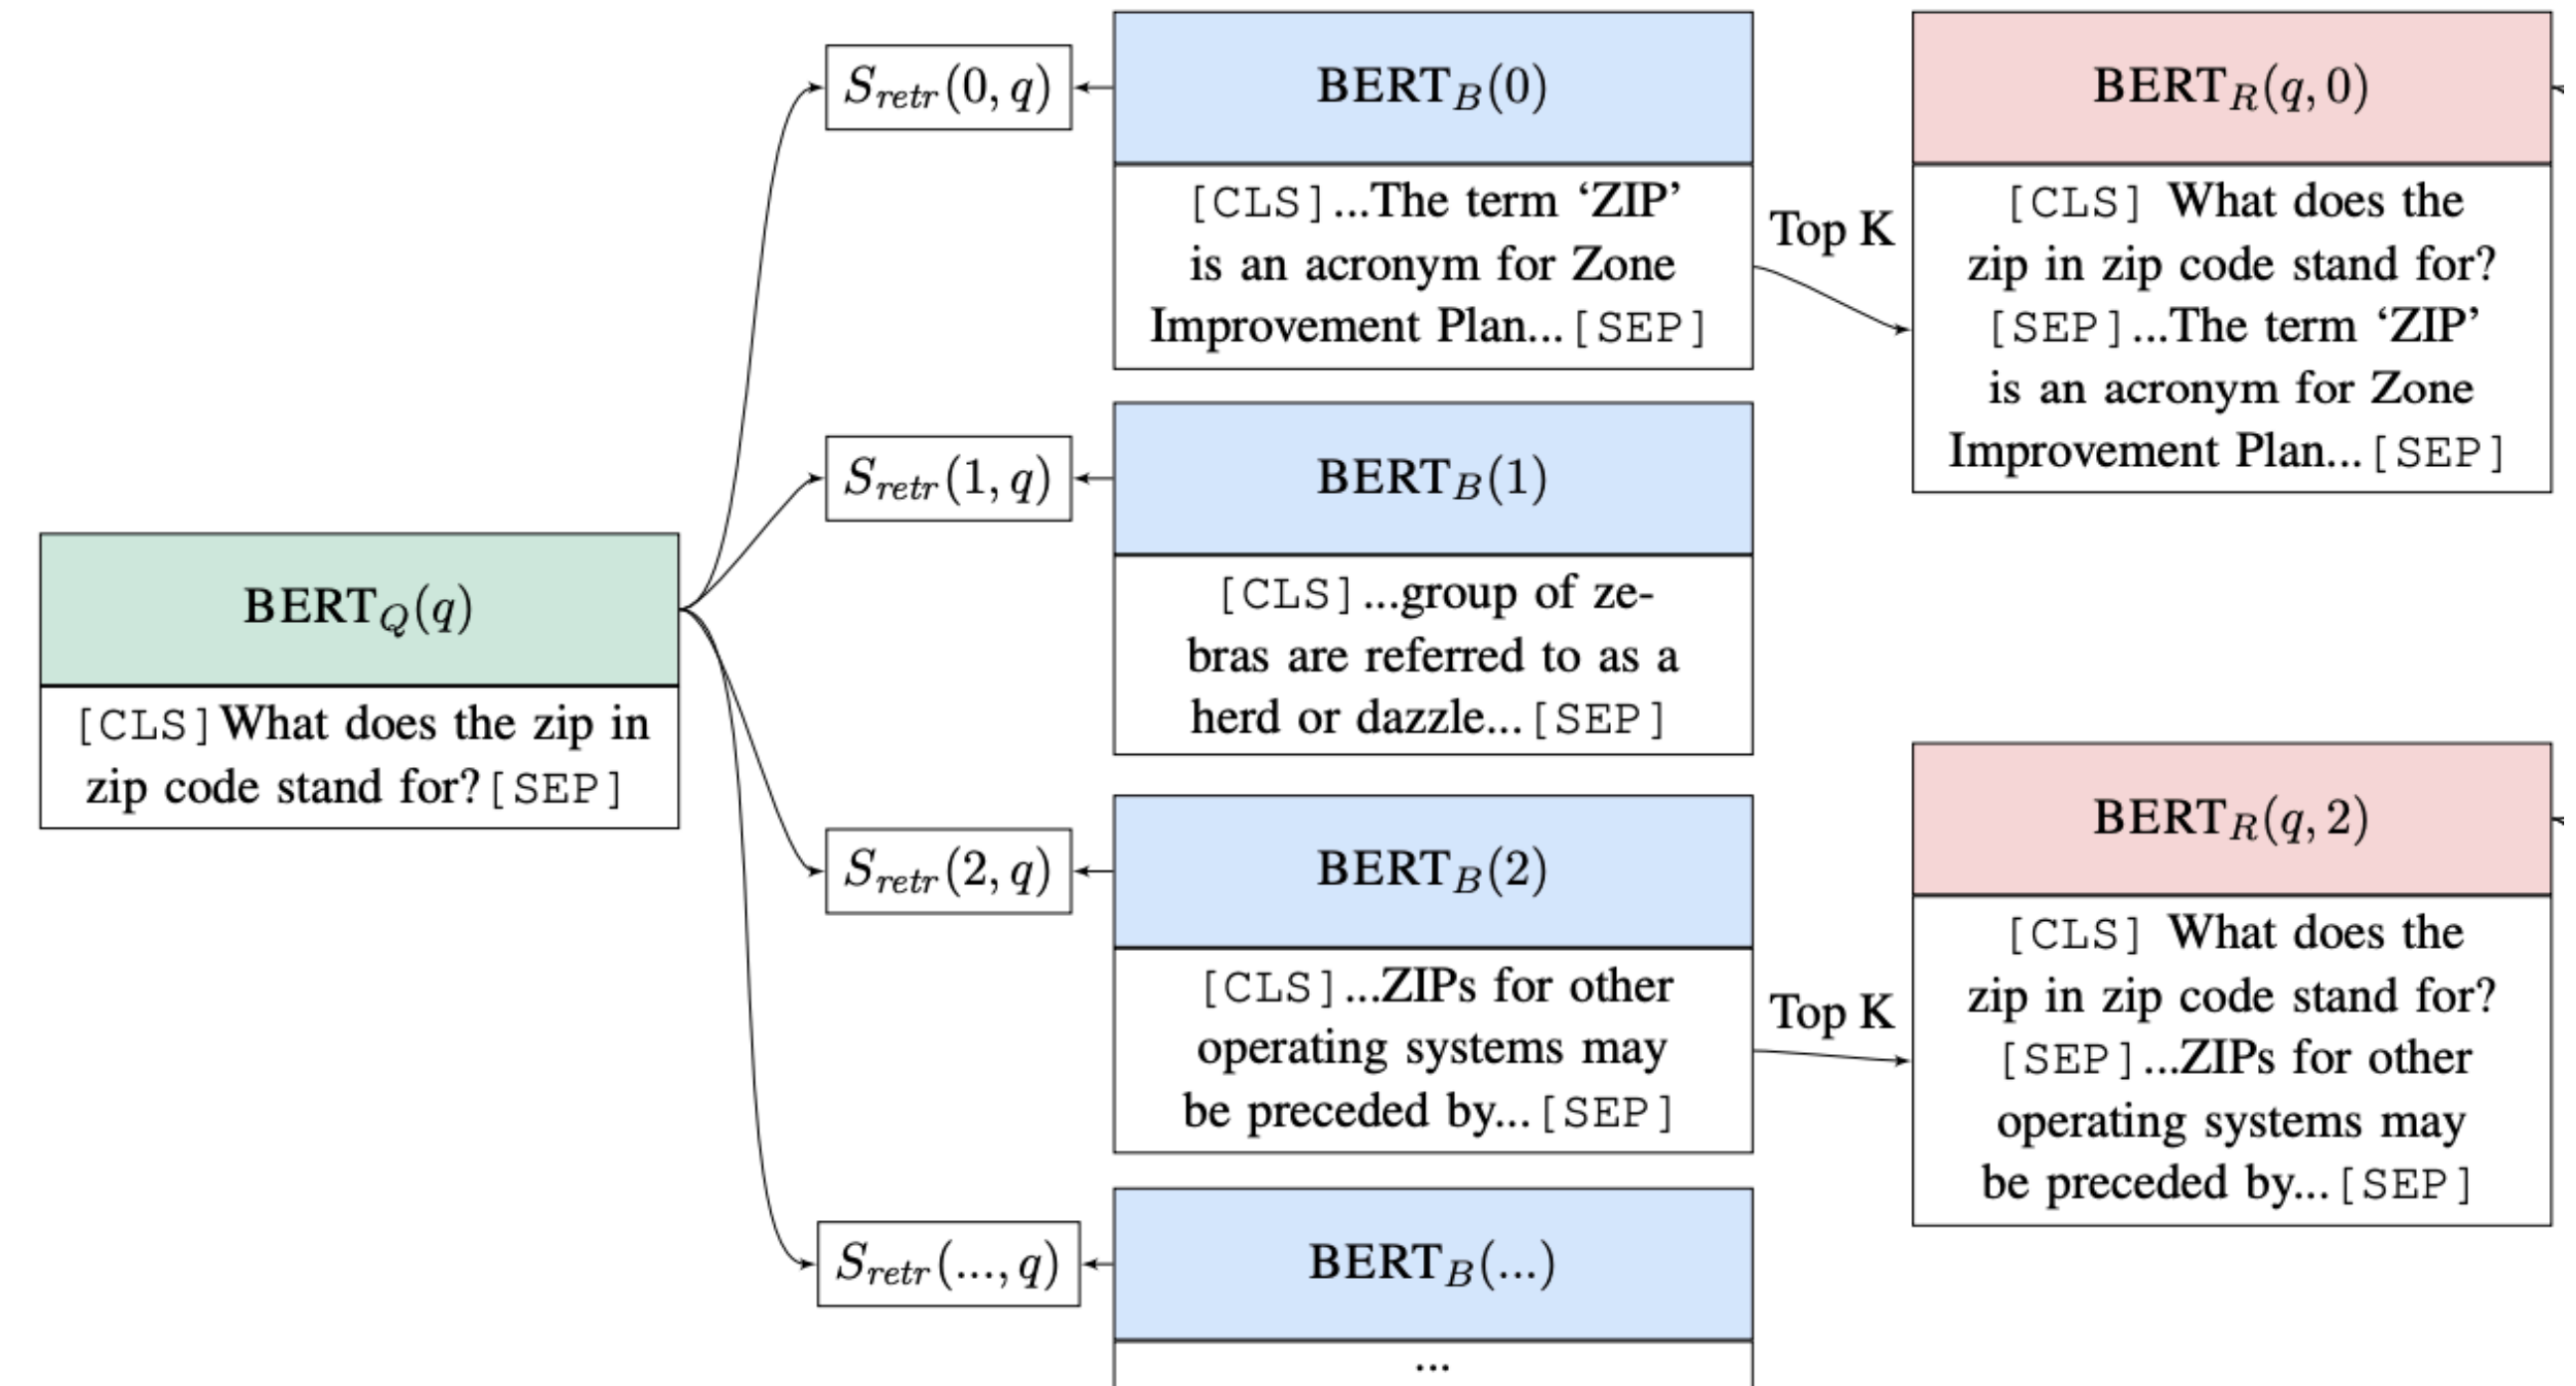 BERT_Q(q)
[CLS]What does the zip in
zip code stand for?[SEP]
S_retr(0, q)
BERT_B(0)
[CLS]...The term ‘ZIP’
is an acronym for Zone
Improvement Plan...[SEP]
Top K
BERT_R(q, 0)
[CLS] What does the
zip in zip code stand for?
[SEP]...The term ‘ZIP’
is an acronym for Zone
Improvement Plan...[SEP]
S_retr(1, q)
BERT_B(1)
[CLS]...group of ze-
bras are referred to as a
herd or dazzle...[SEP]
S_retr(2, q)
BERT_B(2)
[CLS]...ZIPs for other
operating systems may
be preceded by...[SEP]
Top K
BERT_R(q, 2)
[CLS] What does the
zip in zip code stand for?
[SEP]...ZIPs for other
operating systems may
be preceded by...[SEP]
S_retr(..., q)
BERT_B(...)
...